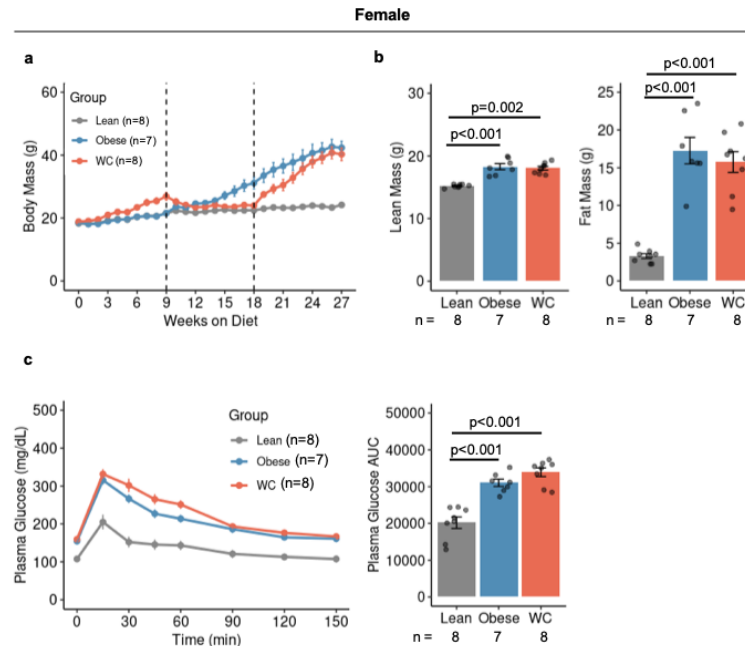 Female
a
Group
Lean (n=8)
Obese (n=7)
WC (n=8)
Body Mass (g)
60
40
20
0
0 3 6 9 12 15 18 21 24 27
Weeks on Diet
b
p=0.002
p<0.001
Lean Mass (g)
30
20
10
0
Lean Obese WC
n = 8 7 8
p<0.001
p<0.001
Fat Mass (g)
25
20
15
10
5
0
Lean Obese WC
n = 8 7 8
c
Group
Lean (n=8)
Obese (n=7)
WC (n=8)
Plasma Glucose (mg/dL)
500
400
300
200
100
0
0 30 60 90 120 150
Time (min)
p<0.001
p<0.001
Plasma Glucose AUC
50000
40000
30000
20000
10000
0
Lean Obese WC
n = 8 7 8